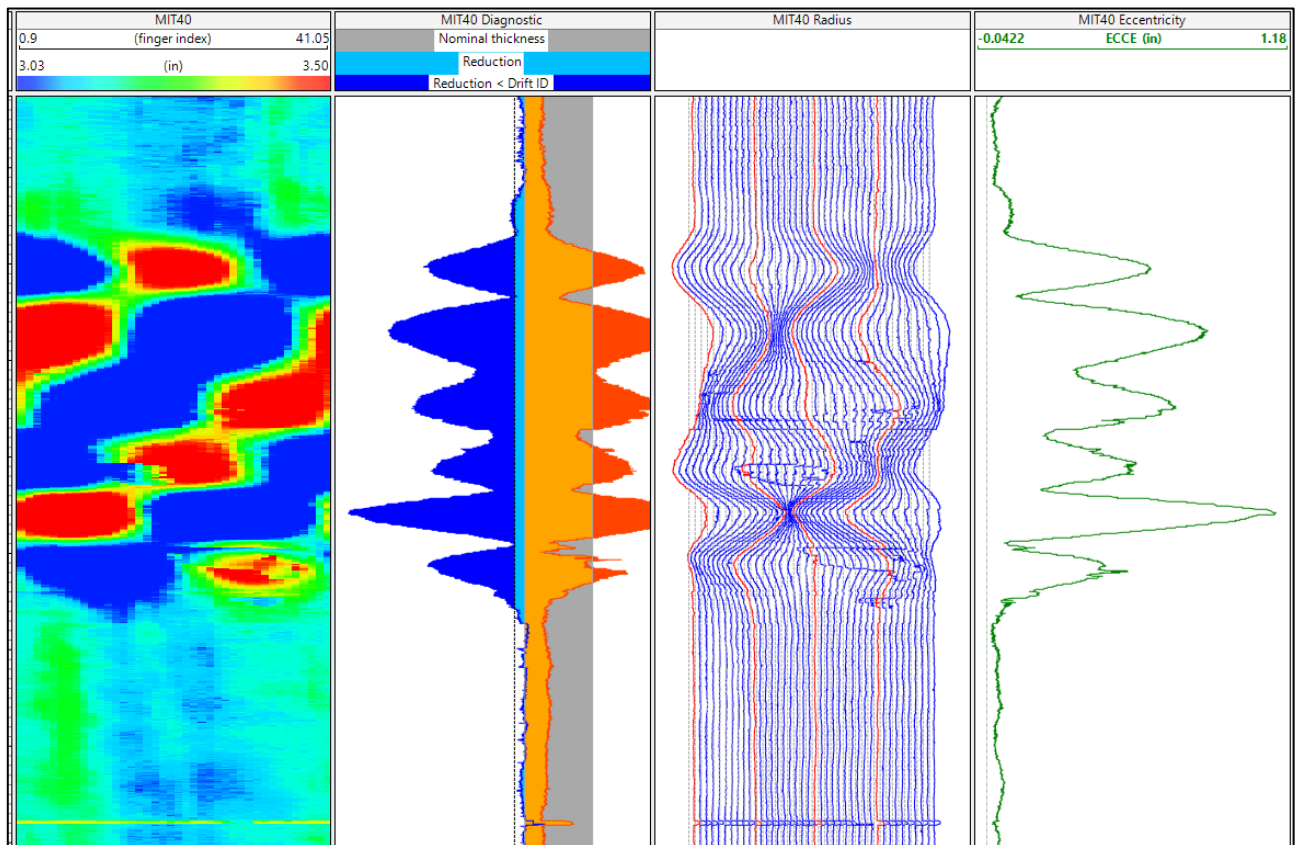 MIT40
0.9 (finger index) 41.05
3.03 (in) 3.50
MIT40 Diagnostic
Nominal thickness
Reduction
Reduction < Drift ID
MIT40 Radius
MIT40 Eccentricity
-0.0422 ECCE (in) 1.18